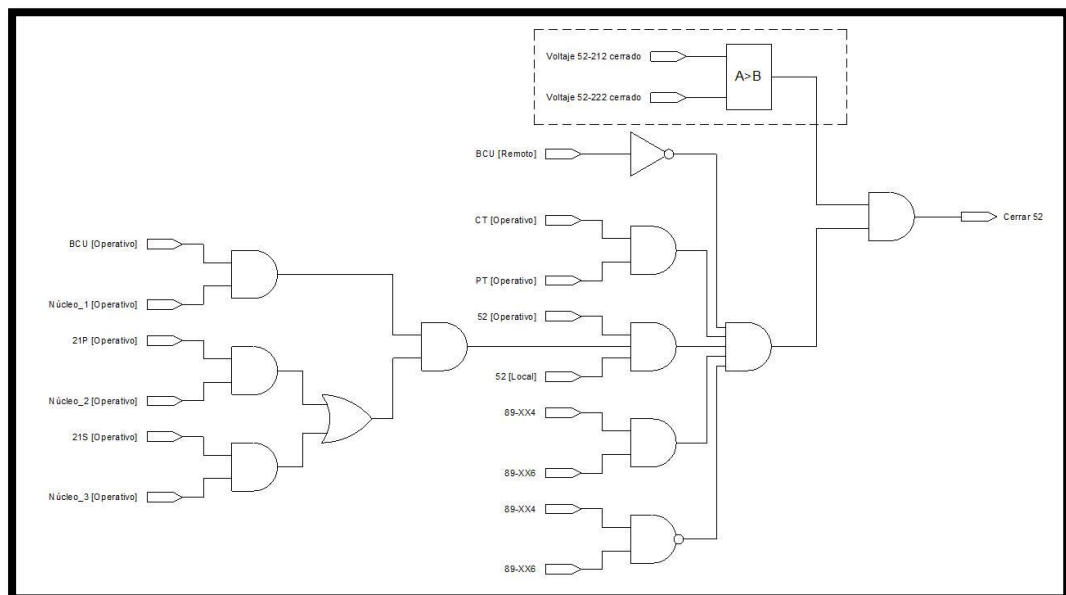 Voltaje 52-212 cerrado
A>B
Voltaje 52-222 cerrado
BCU [Remoto]
CT [Operativo]
Cerrar 52
BCU [Operativo]
PT [Operativo]
Núcleo_1 [Operativo]
52 [Operativo]
21P [Operativo]
52 [Local]
Núcleo_2 [Operativo]
89-XX4
21S [Operativo]
89-XX6
Núcleo_3 [Operativo]
89-XX4
89-XX6